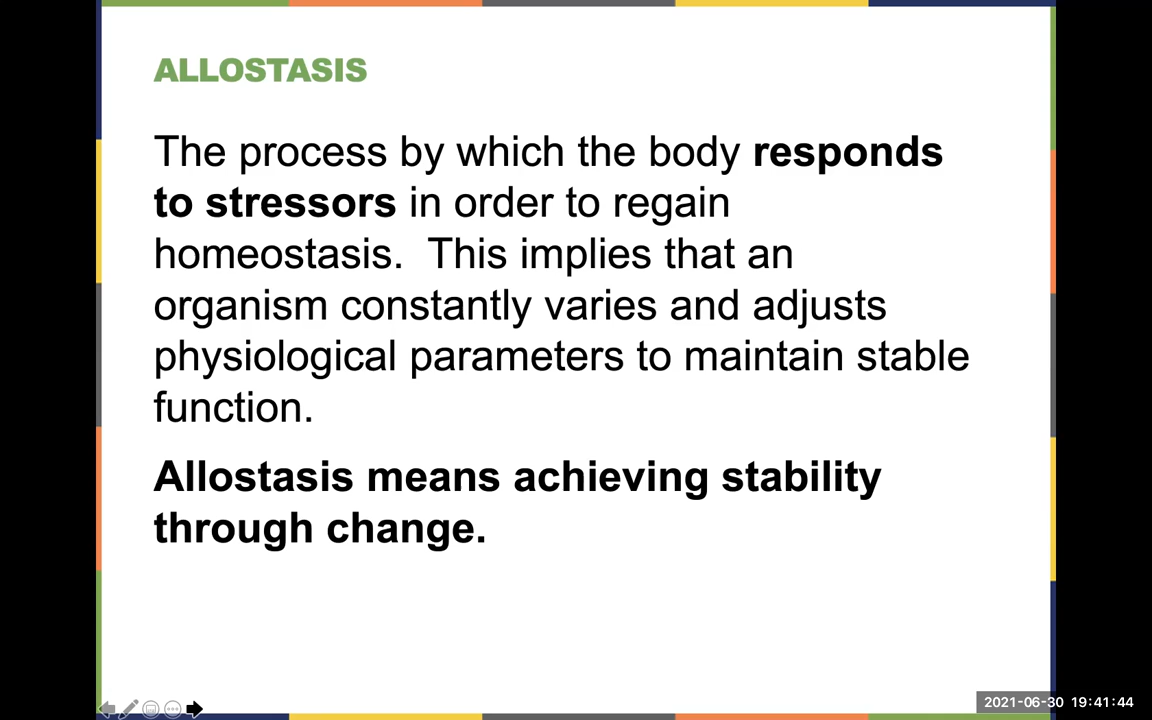 ALLOSTASIS
The process by which the body responds
to stressors in order to regain
homeostasis.  This implies that an
organism constantly varies and adjusts
physiological parameters to maintain stable
function.
Allostasis means achieving stability
through change.
2021-06-30 19:41:44